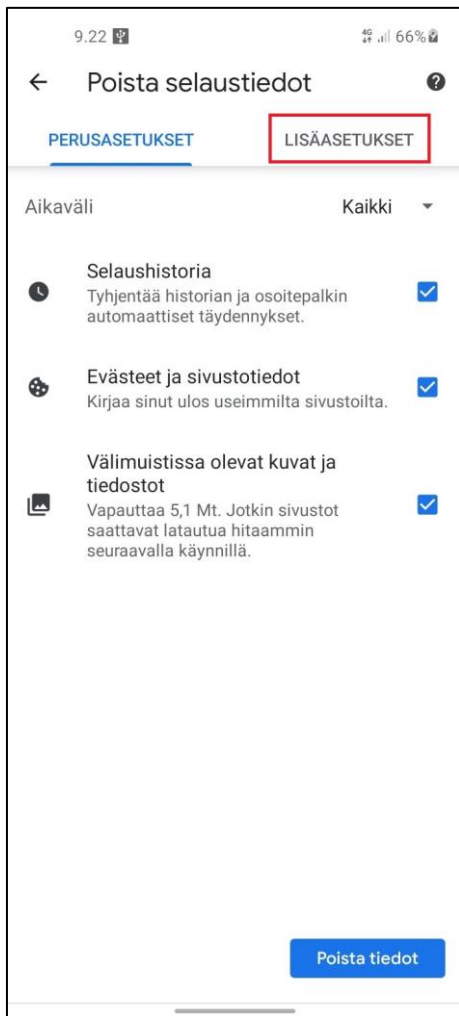 9.22 4G 66%
Poista selaustiedot
PERUSASETUKSET LISÄASETUKSET
Aikaväli Kaikki
Selaushistoria
Tyhjentää historian ja osoitepalkin
automaattiset täydennykset.
Evästeet ja sivustotiedot
Kirjaa sinut ulos useimmilta sivustoilta.
Välimuistissa olevat kuvat ja
tiedostot
Vapauttaa 5,1 Mt. Jotkin sivustot
saattavat latautua hitaammin
seuraavalla käynnillä.
Poista tiedot